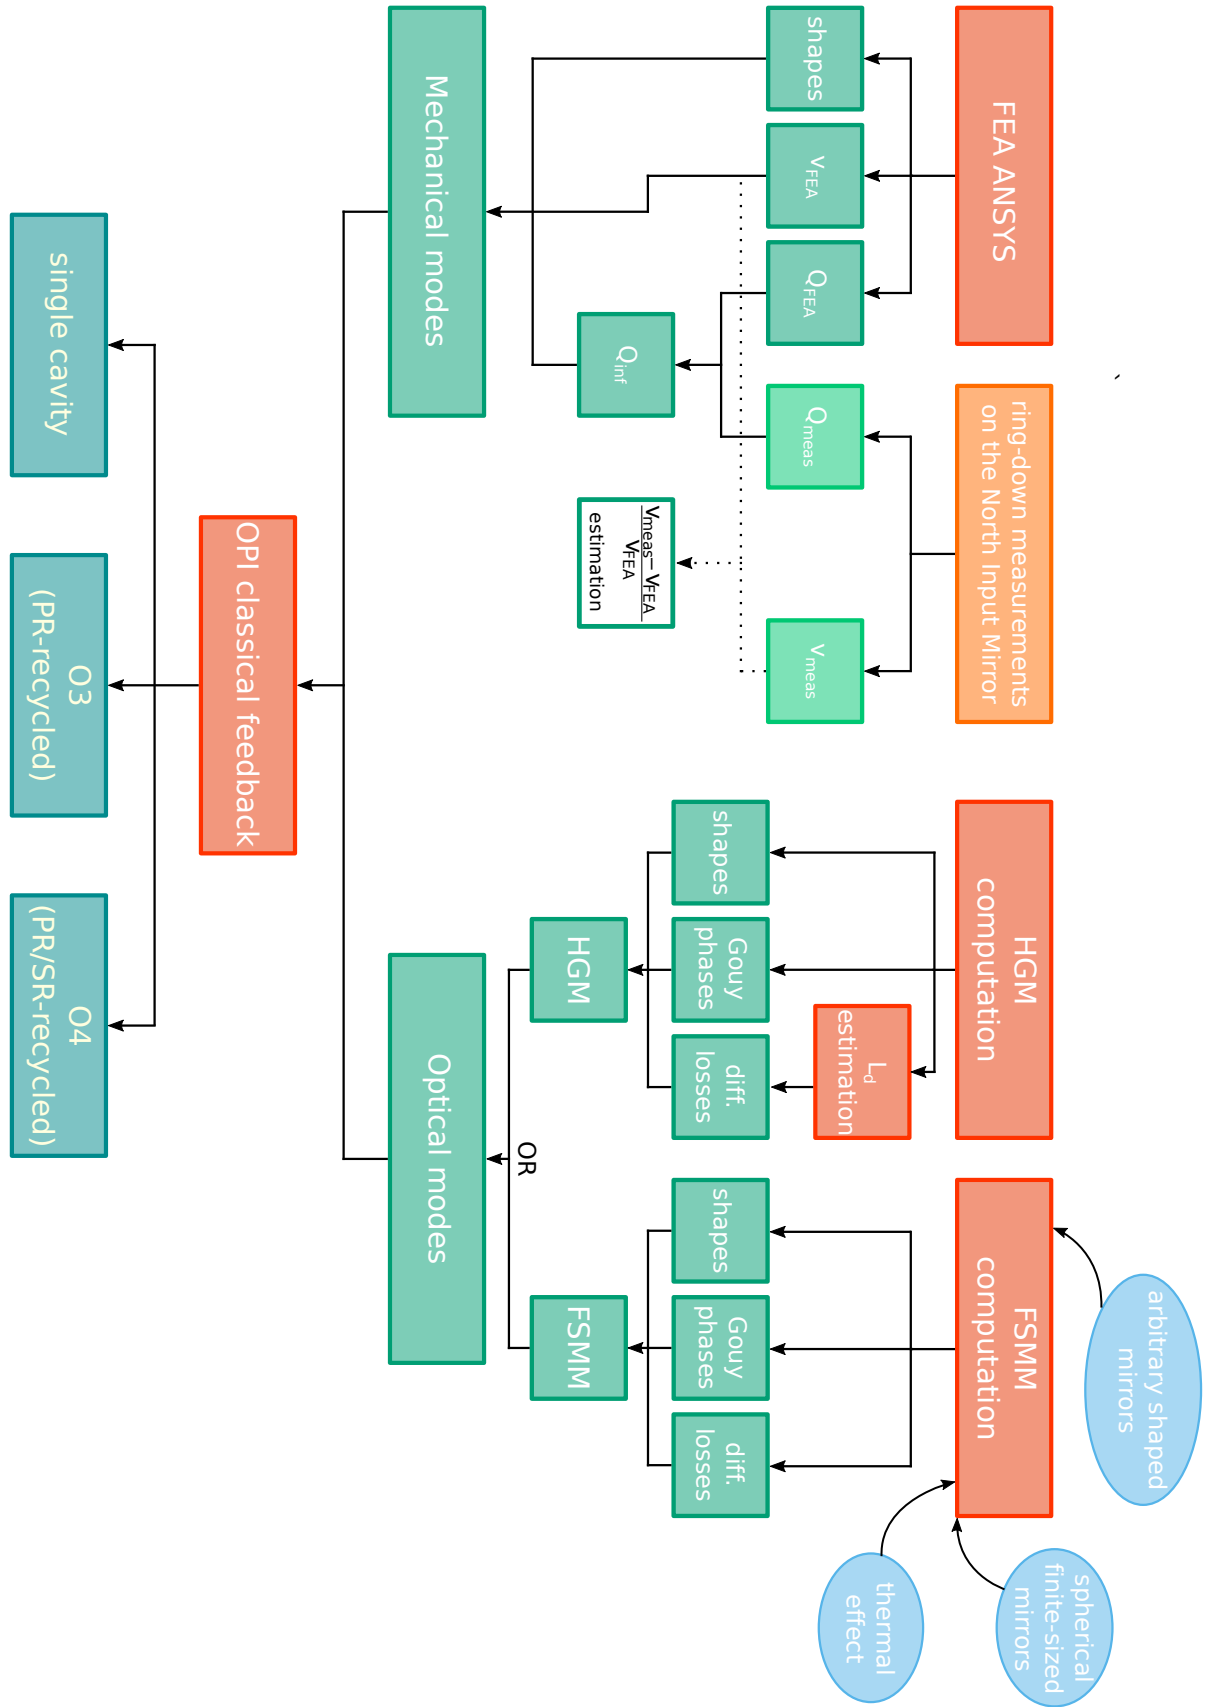 FEA ANSYS
ring-down measurements
on the North Input Mirror
HGM
computation
FSMM
computation
arbitrary shaped
mirrors
spherical
finite-sized
mirrors
thermal
effect
shapes
νFEA
QFEA
Qmeas
νmeas
Ld
estimation
shapes
Gouy
phases
diff.
losses
shapes
Gouy
phases
diff.
losses
Qinf
νmeas− νFEA
νFEA
estimation
HGM
FSMM
OR
Mechanical modes
Optical modes
OPI classical feedback
single cavity
O3
(PR-recycled)
O4
(PR/SR-recycled)